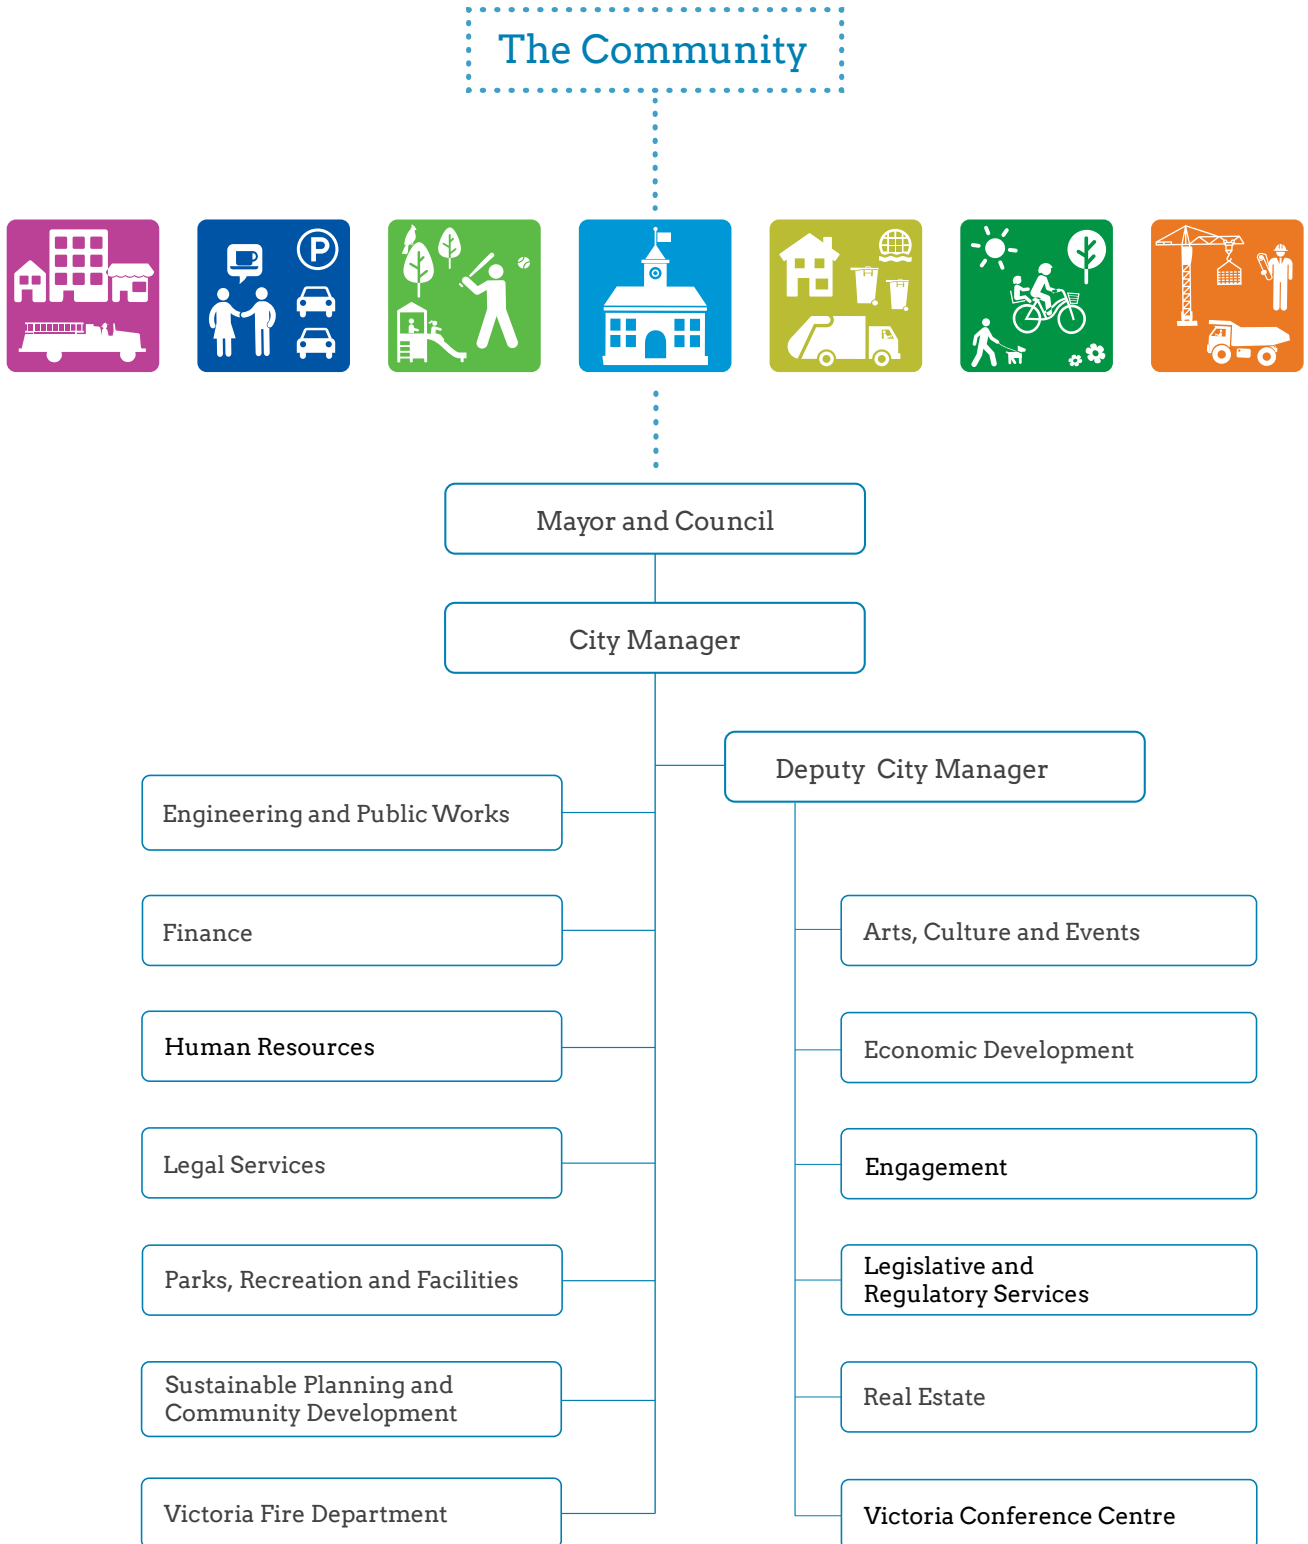 The Community
P
Mayor and Council
City Manager
Deputy City Manager
Engineering and Public Works
Finance
Human Resources
Legal Services
Parks, Recreation and Facilities
Sustainable Planning and
Community Development
Victoria Fire Department
Arts, Culture and Events
Economic Development
Engagement
Legislative and
Regulatory Services
Real Estate
Victoria Conference Centre